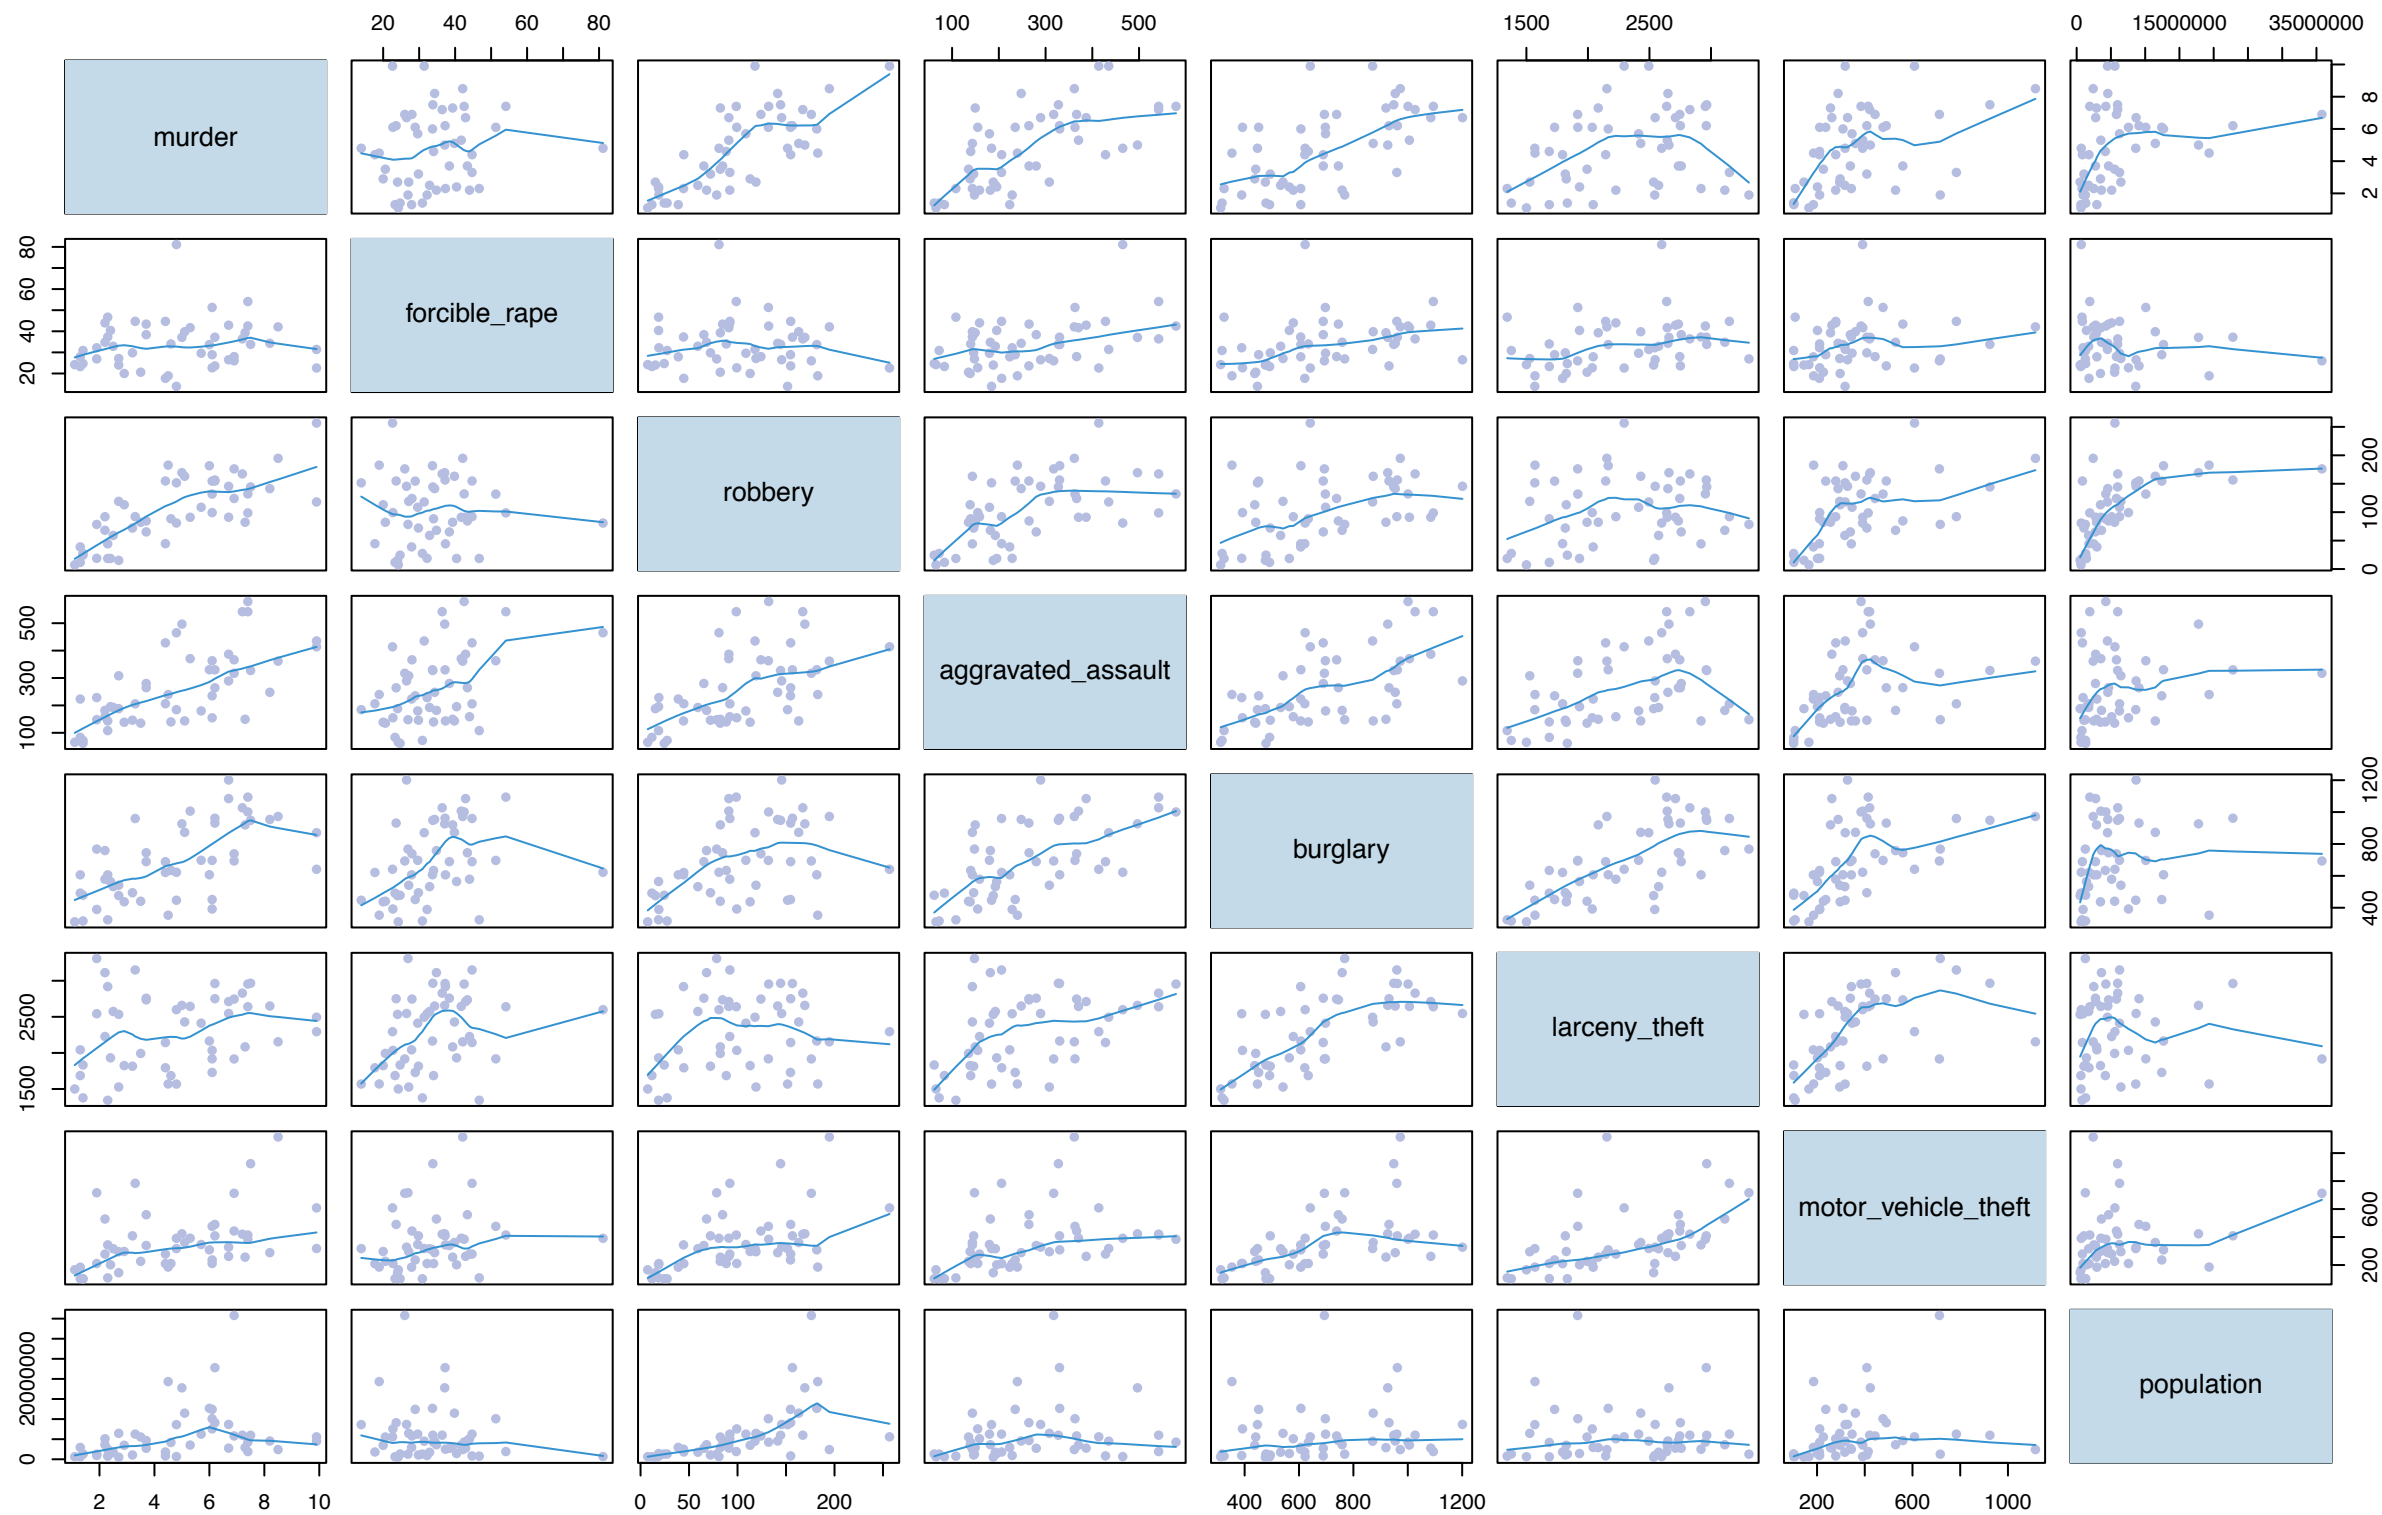 20 40 60 80 100 300 500 1500 2500 0 15000000 35000000
murder
2 4 6 8
20 40 60 80
forcible_rape
robbery
0 100 200
100 300 500
aggravated_assault
burglary
400 800 1200
1500 2500
larceny_theft
motor_vehicle_theft
200 600
0 20000000
population
2 4 6 8 10 0 50 100 200 400 600 800 1200 200 600 1000